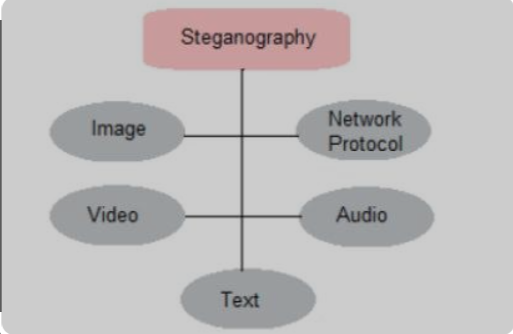 Steganography
Image
Network
Protocol
Video
Audio
Text